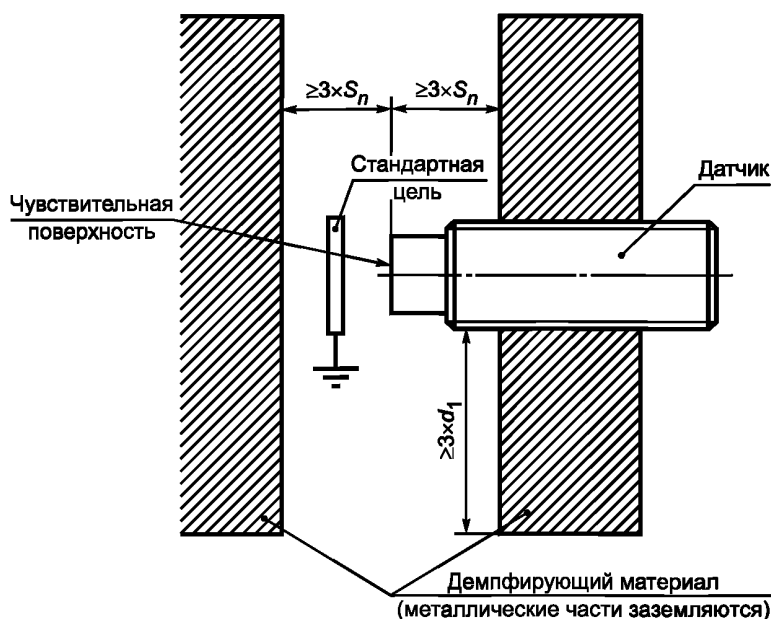 ≥3×Sn ≥3×Sn
Стандартная
цель
Датчик
Чувствительная
поверхность
≥3×d1
Демпфирующий материал
(металлические части заземляются)